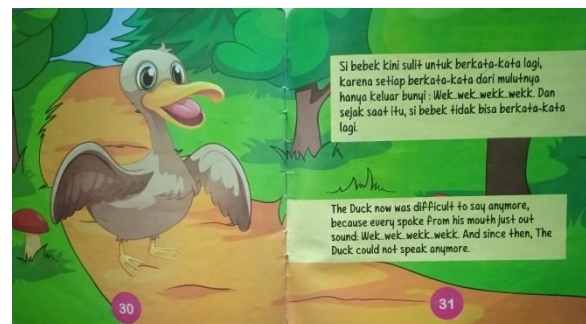 Si bebek kini sulit untuk berkata-kata lagi,
karena setiap berkata-kata dari mulutnya
hanya keluar bunyi : Wek..wek.wekk..wekk. Dan
sejak saat itu, si bebek tidak bisa berkata-kata
lagi.
The Duck now was difficult to say anymore,
because every spoke from his mouth just out
sound: Wek..wek.wekk..wekk. And since then, The
Duck could not speak anymore.
30
31